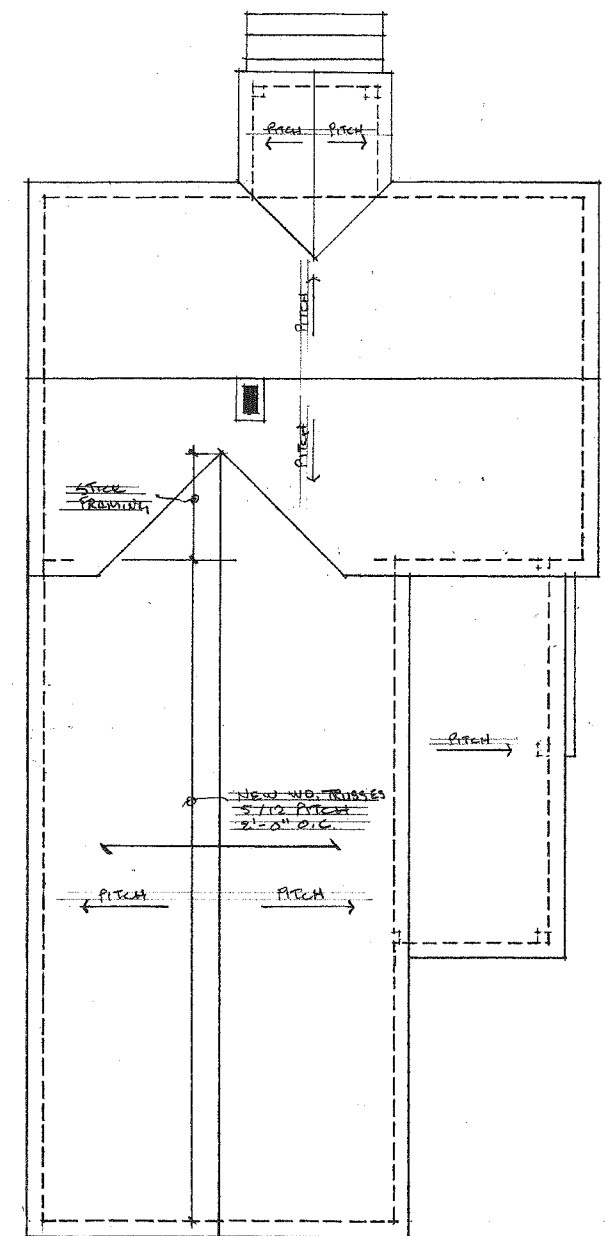 PITCH PITCH
PITCH
PITCH
STICK
FRAMING
PITCH
NEW WD. TRUSSES
5/12 PITCH
2'-0" O.C.
PITCH PITCH